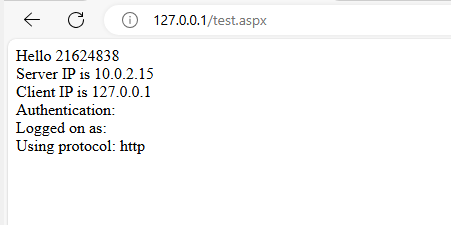 127.0.0.1/test.aspx
Hello 21624838
Server IP is 10.0.2.15
Client IP is 127.0.0.1
Authentication:
Logged on as:
Using protocol: http